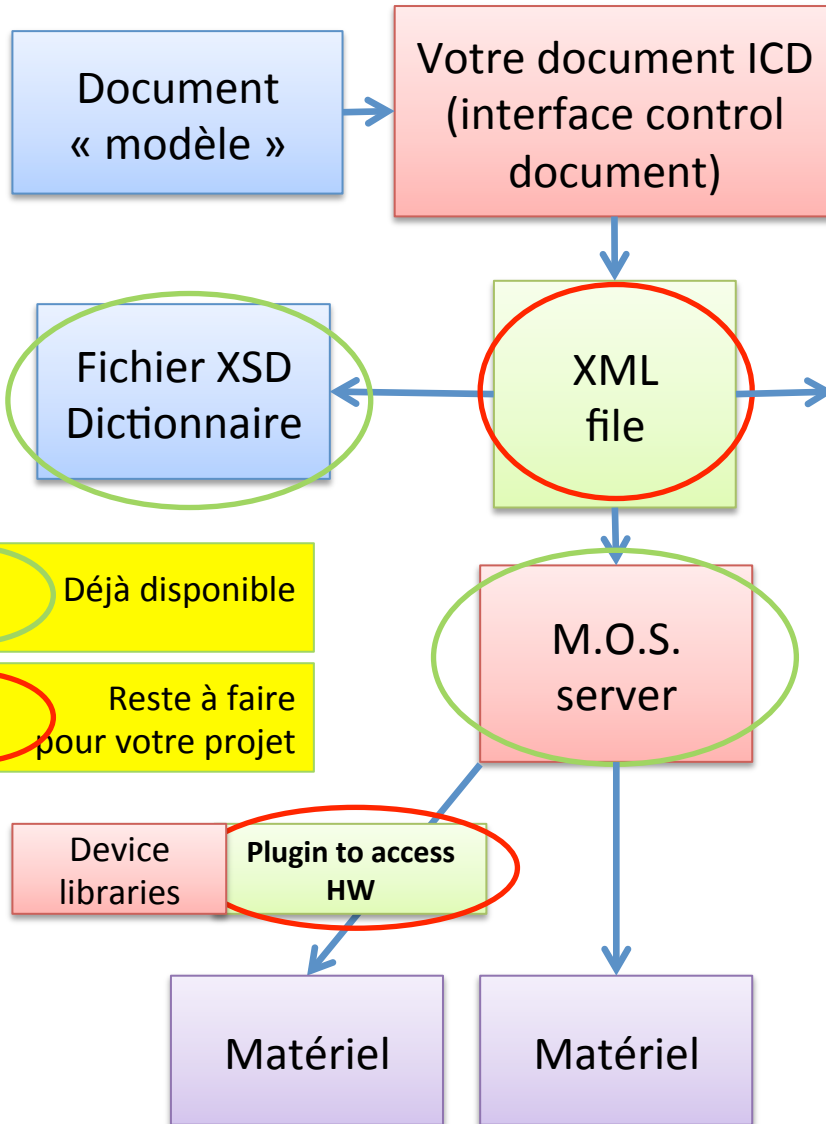 Document
« modèle »
Votre document ICD
(interface control
document)
Fichier XSD
Dictionnaire
XML
file
Déjà disponible
Reste à faire
pour votre projet
M.O.S.
server
Device
libraries
Plugin to access
HW
Matériel
Matériel